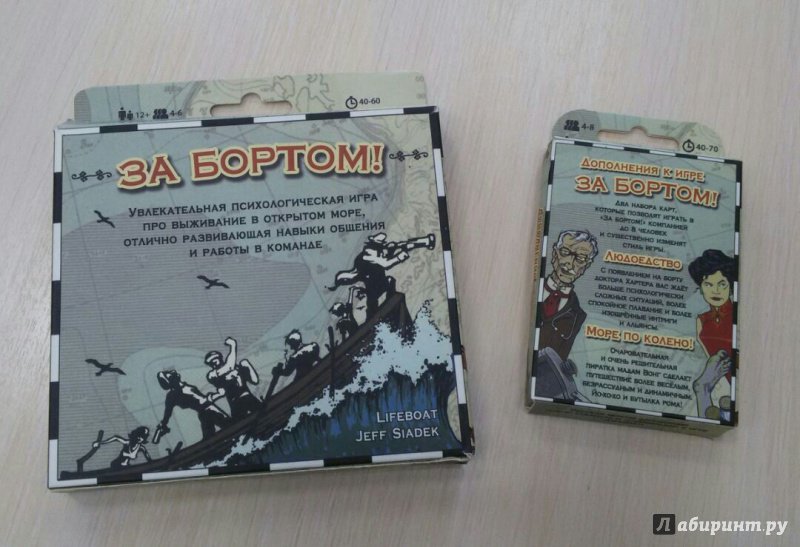 12+ 4-6 40-60
ЗА БОРТОМ!
Увлекательная психологическая игра
про выживание в открытом море,
отлично развивающая навыки общения
и работы в команде
Lifeboat
Jeff Siadek
4-8 40-70
Дополнения к игре
ЗА БОРТОМ!
Два набора карт,
которые позволят играть в
«За бортом!» компанией
до 8 человек
и существенно изменят
стиль игры.
Людоедство
С появлением на борту
доктора Хартера вас ждёт
больше психологически
сложных ситуаций, более
спокойное плавание и более
изощрённые интриги
и альянсы.
Море по колено!
Очаровательная
и очень решительная
пиратка мадам Вонг сделает
путешествие более весёлым,
безрассудным и динамичным.
Йо-хо-хо и бутылка рома!
Лабиринт.ру